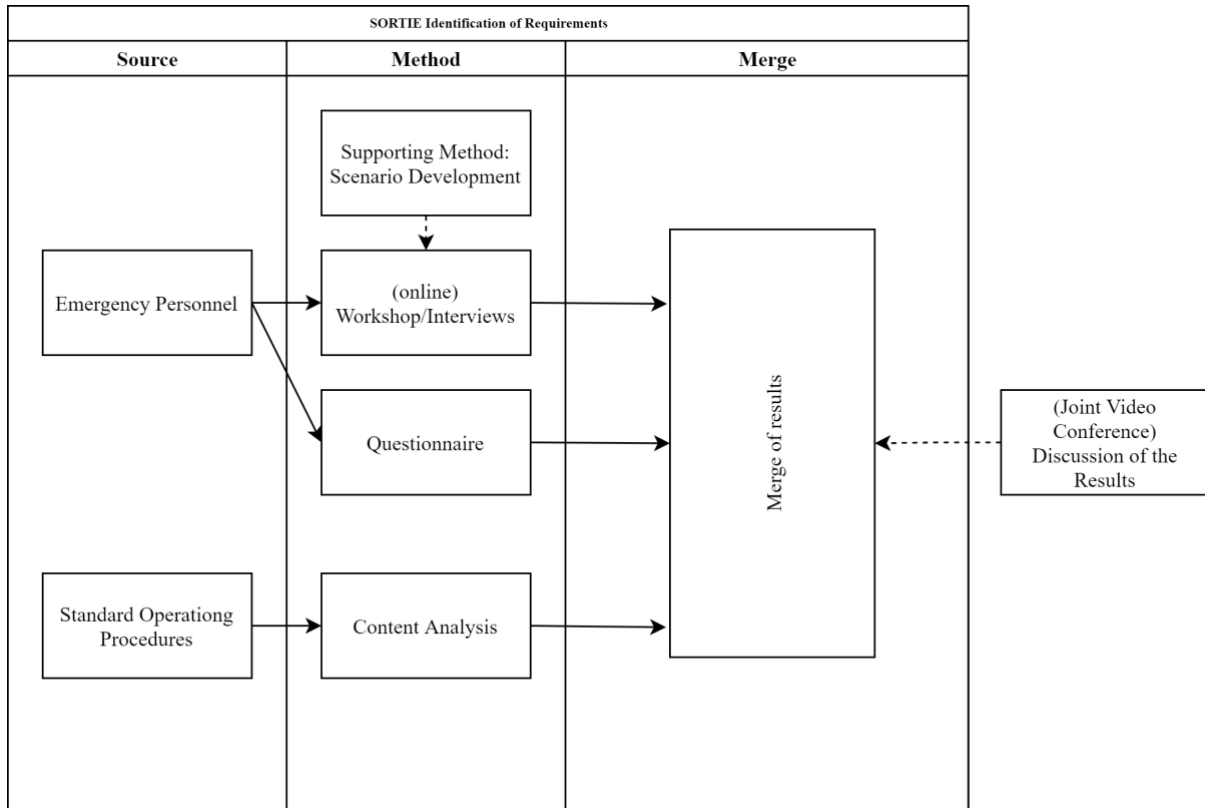 SORTIE Identification of Requirements
Source
Method
Merge
Supporting Method:
Scenario Development
Emergency Personnel
(online)
Workshop/Interviews
Questionnaire
Standard Operationg
Procedures
Content Analysis
Merge of results
(Joint Video
Conference)
Discussion of the
Results